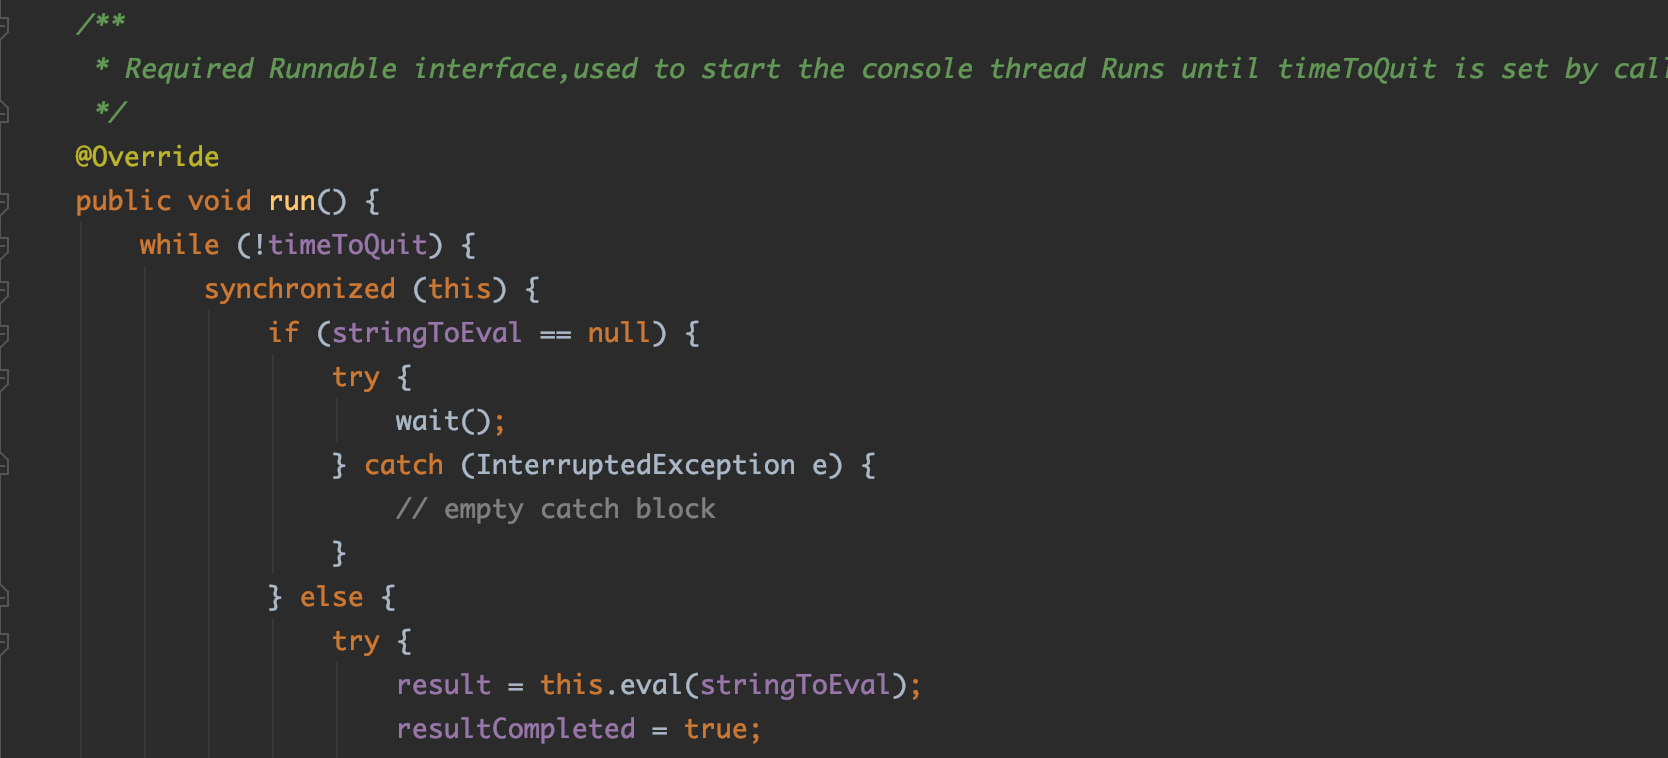 /**
* Required Runnable interface,used to start the console thread Runs until timeToQuit is set by
*/
@Override
public void run() {
while (!timeToQuit) {
synchronized (this) {
if (stringToEval == null) {
try {
wait();
} catch (InterruptedException e) {
// empty catch block
}
} else {
try {
result = this.eval(stringToEval);
resultCompleted = true;